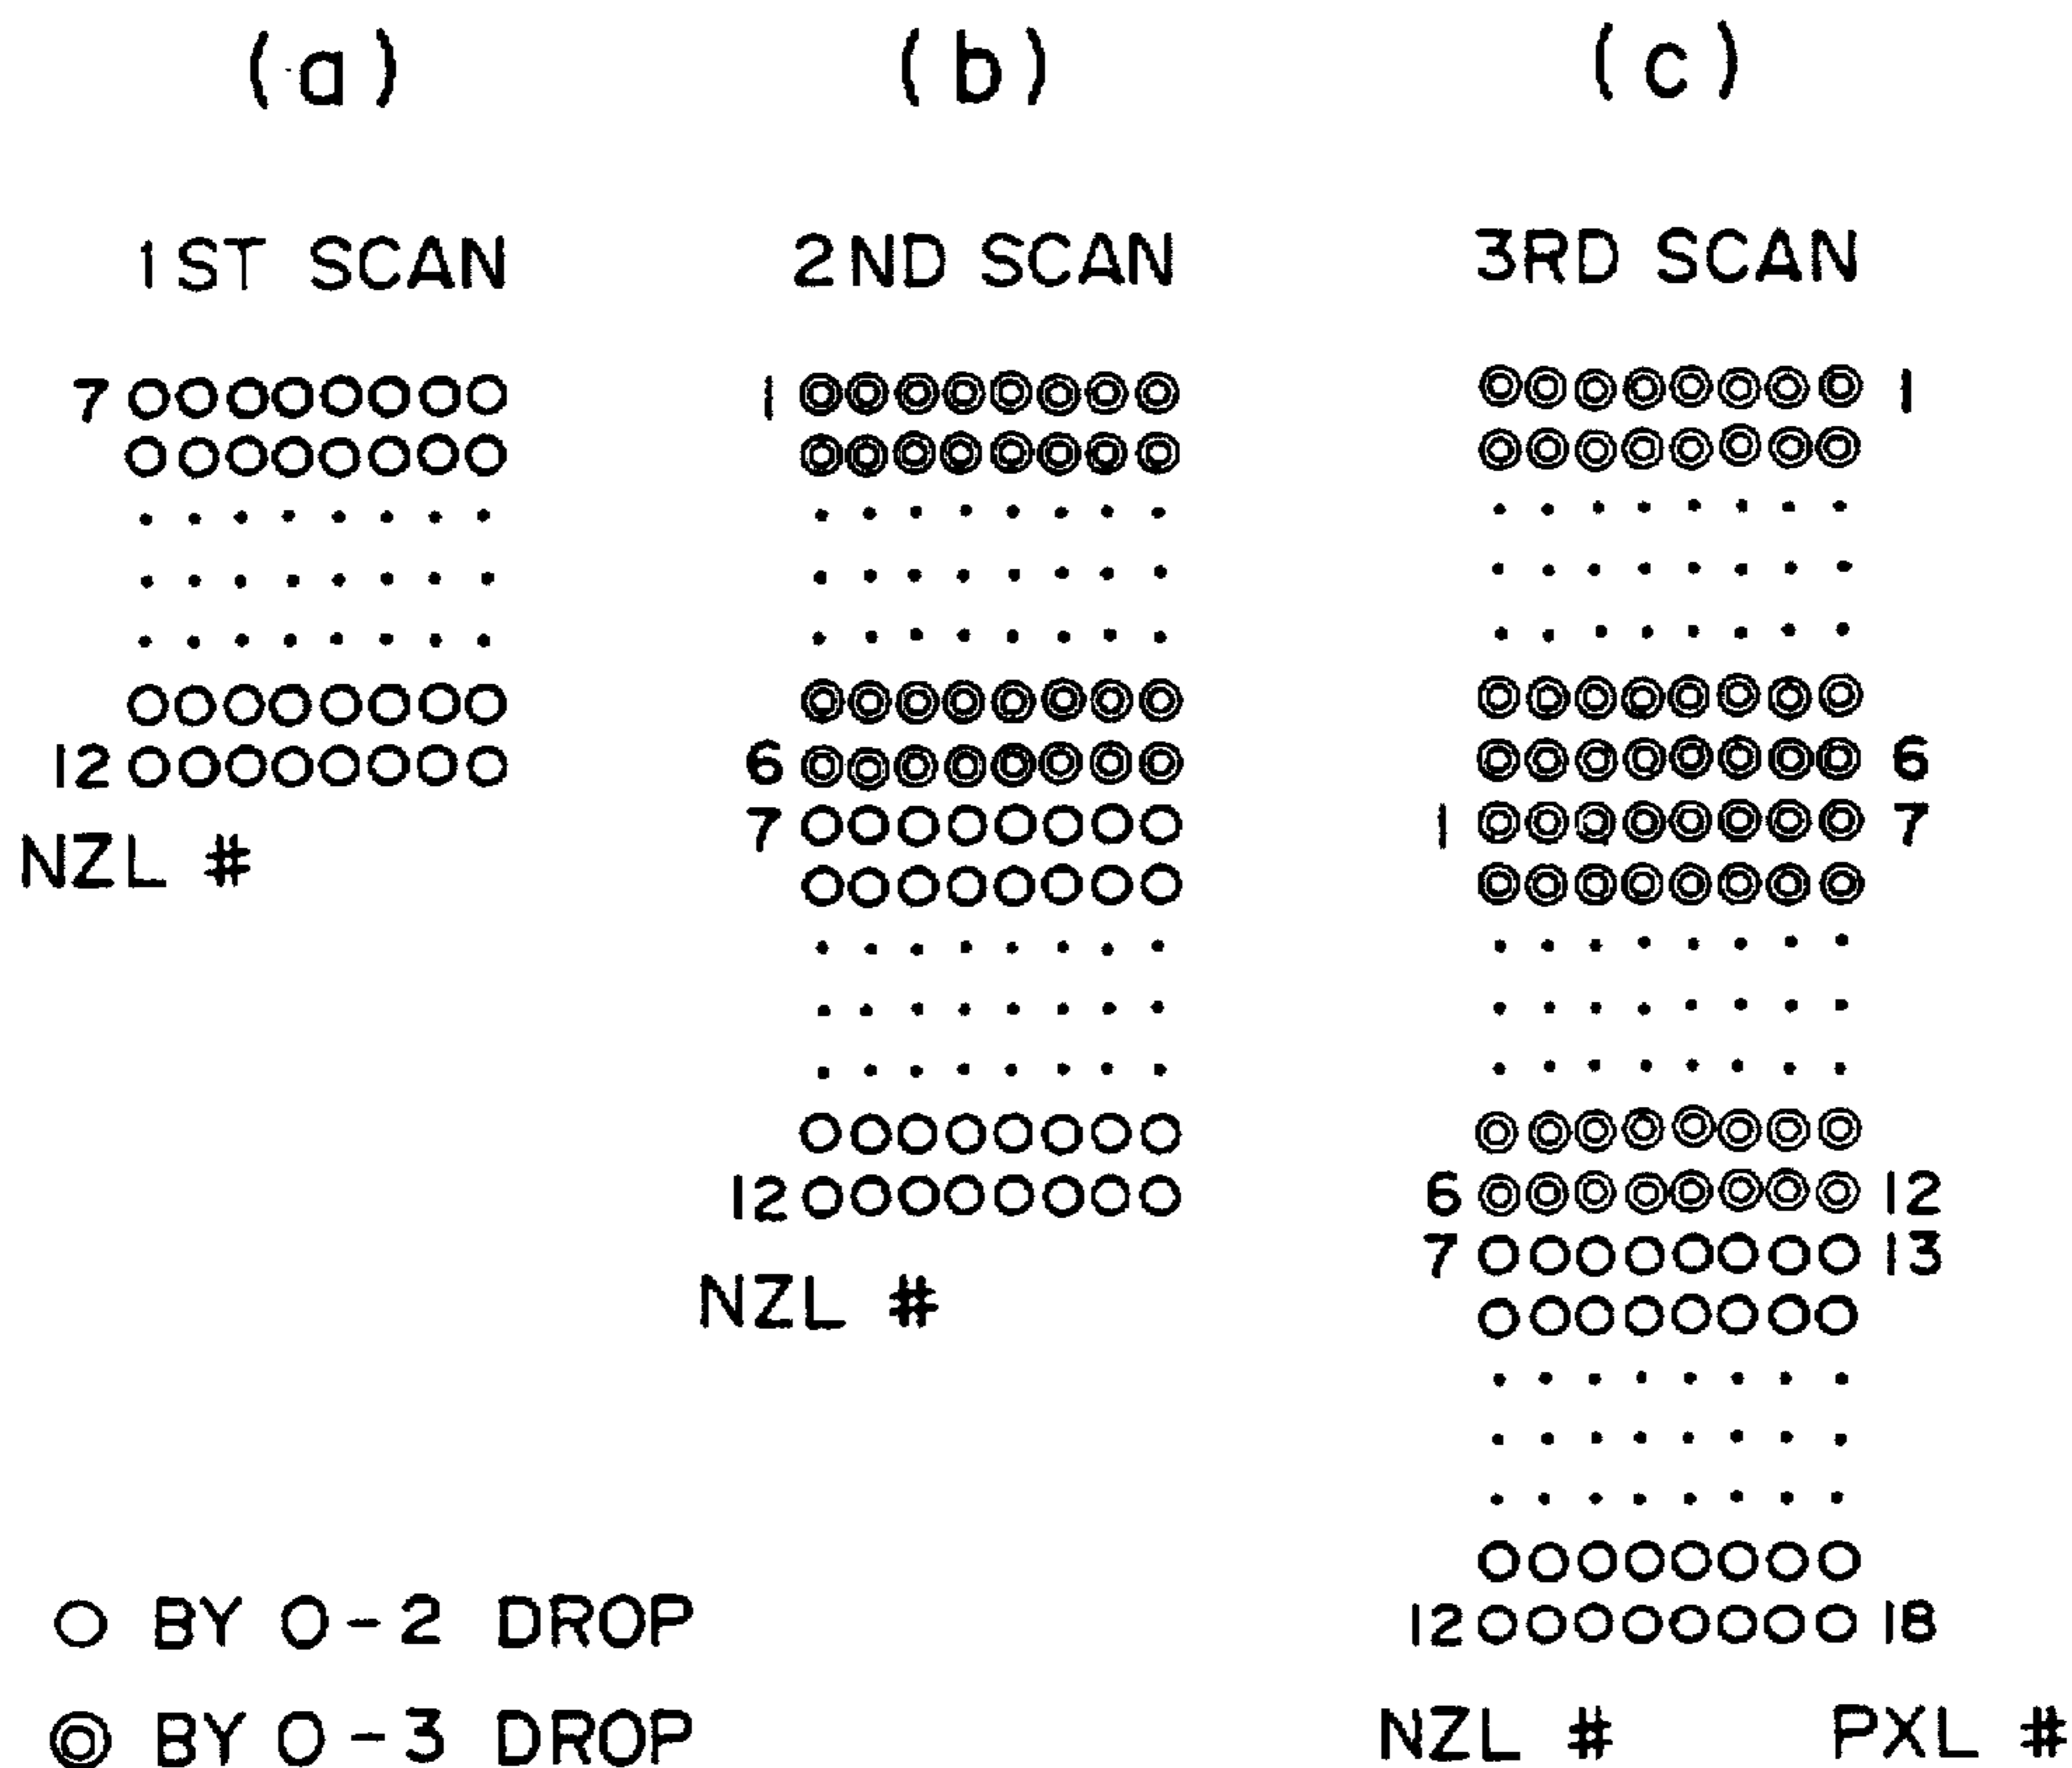 (a)
(b)
(c)
1ST SCAN
2ND SCAN
3RD SCAN
7
12
NZL #
1
6
7
12
NZL #
1
6
1 7
6 12
7 13
12 18
NZL # PXL #
BY 0-2 DROP
BY 0-3 DROP